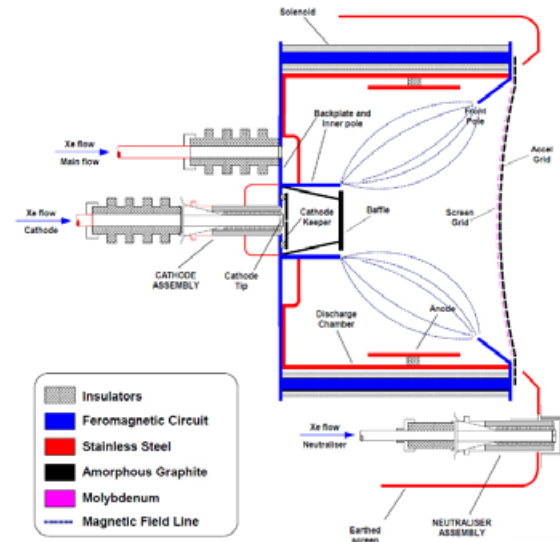 Solenoid
Backplate and
Inner pole
Front
Pole
Xe flow
Main flow
Accel
Grid
Screen
Grid
Xe flow
Cathode
Cathode
Keeper
Baffle
CATHODE
ASSEMBLY
Cathode
Tip
Discharge
Chamber
Anode
Insulators
Feromagnetic Circuit
Stainless Steel
Amorphous Graphite
Molybdenum
Magnetic Field Line
Xe flow
Neutraliser
Earthed
screen
NEUTRALISER
ASSEMBLY